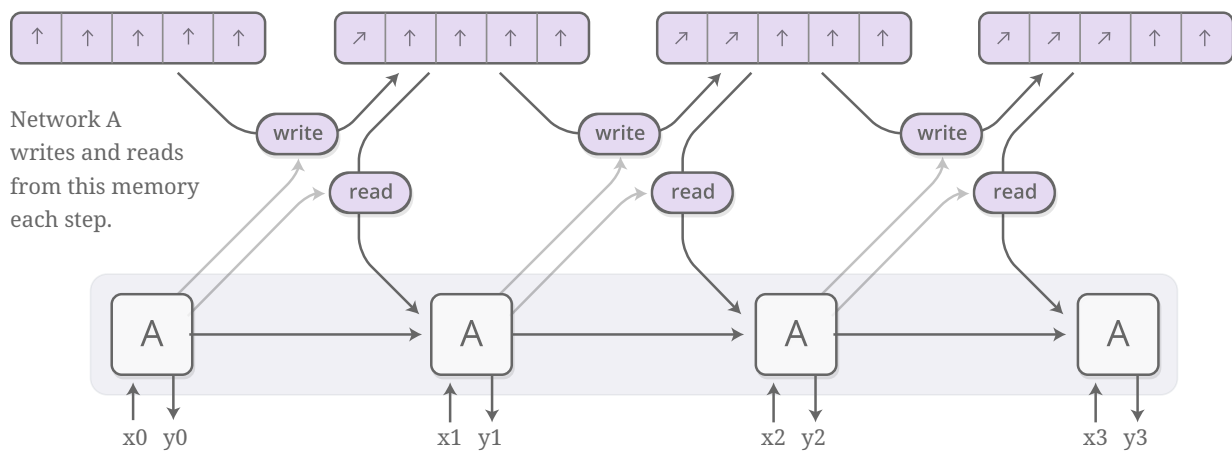 Network A
writes and reads
from this memory
each step.
write
write
write
read
read
read
A
A
A
A
x0 y0
x1 y1
x2 y2
x3 y3